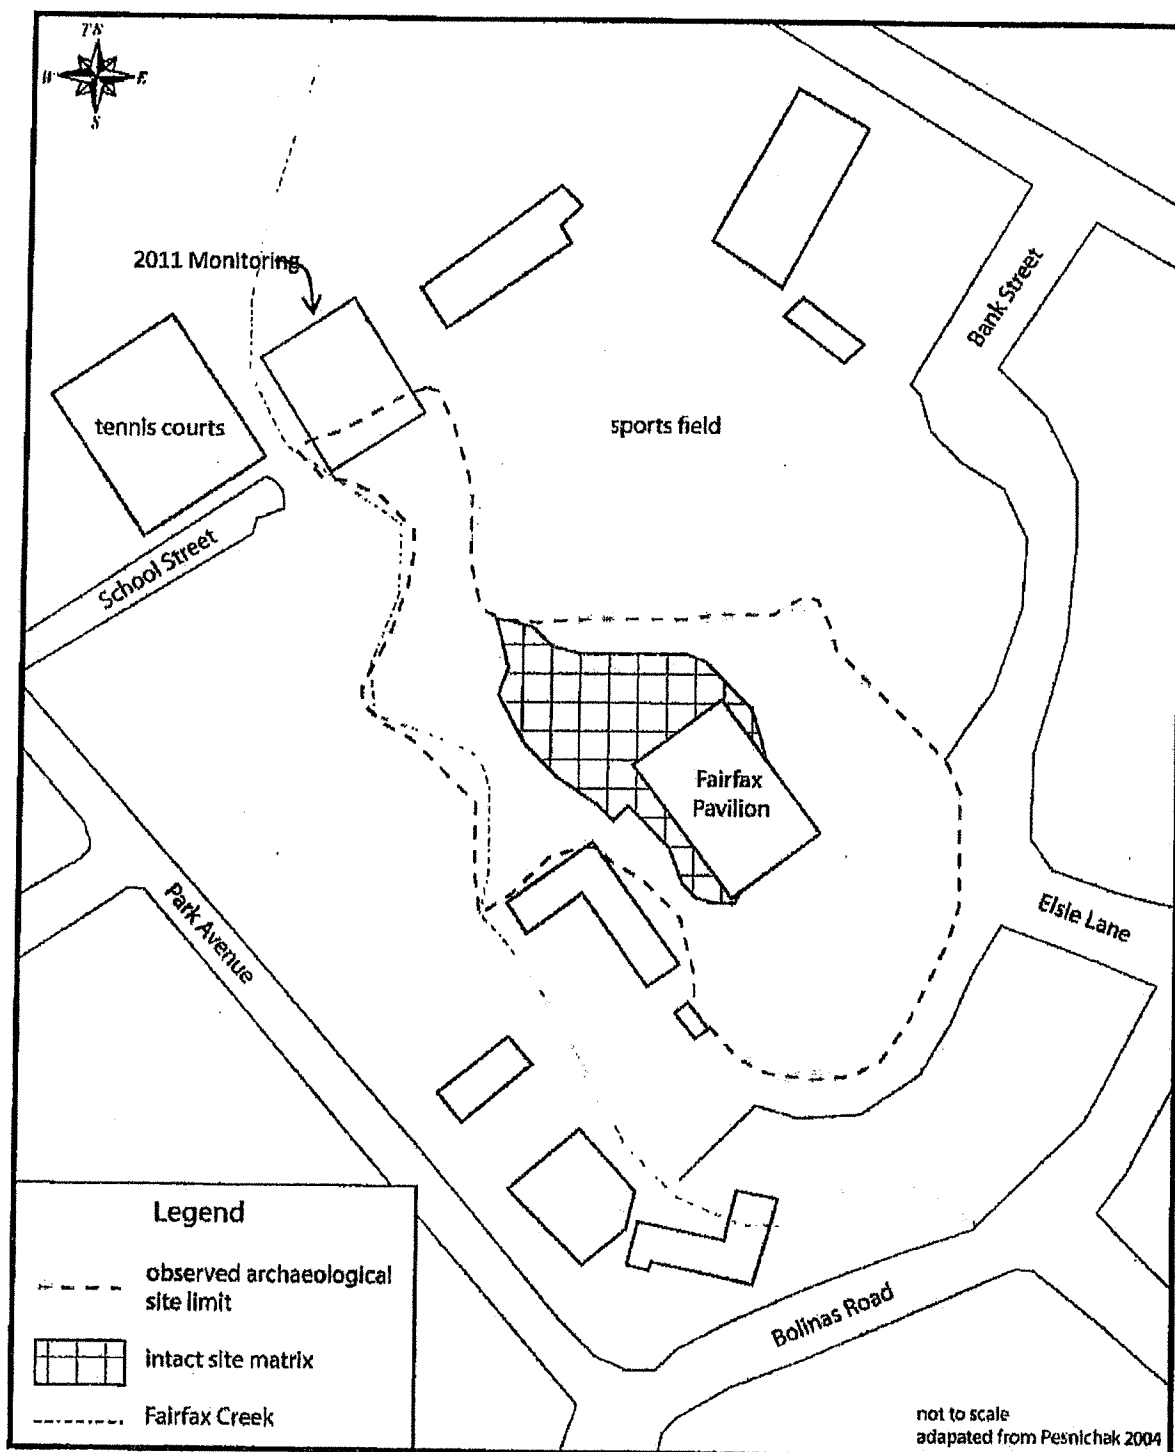 N
W E
S
2011 Monitoring
tennis courts
sports field
Bank Street
School Street
Fairfax
Pavilion
Park Avenue
Elsie Lane
Bolinas Road
Legend
observed archaeological
site limit
intact site matrix
Fairfax Creek
not to scale
adapated from Pesnichak 2004